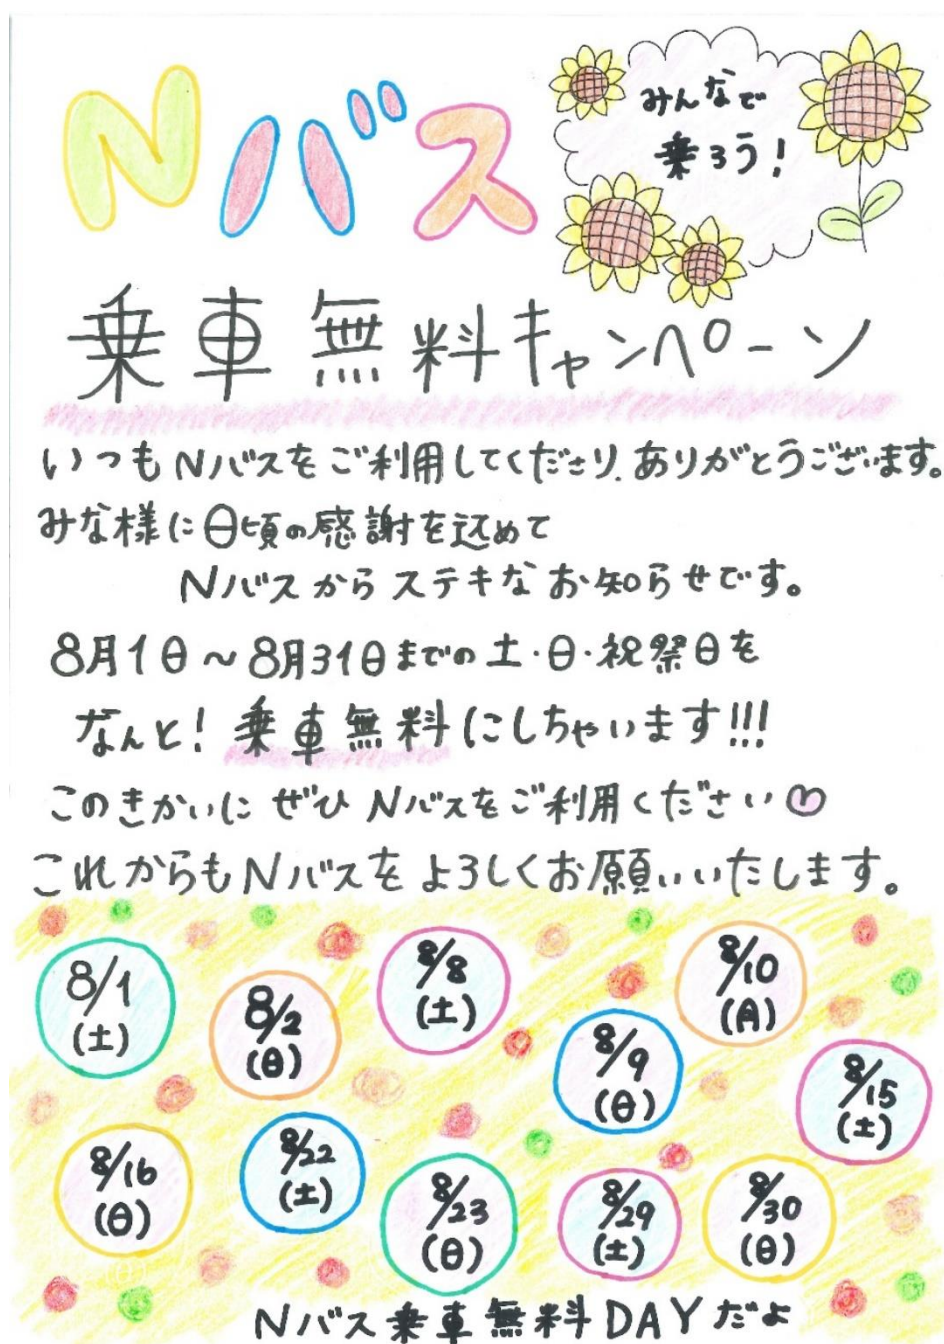 Nバス
みんなで
乗ろう!
乗車無料キャンペーン
いつもNバスをご利用してくださり、ありがとうございます。
みな様に日頃の感謝を込めて
Nバスからステキなお知らせです。
8月1日~8月31日までの土・日・祝祭日を
なんと!乗車無料にしちゃいます!!!
このきかいにぜひNバスをご利用ください
これからもNバスをよろしくお願いいたします。
8/1
(土)
8/2
(日)
8/8
(土)
8/9
(日)
8/10
(月)
8/15
(土)
8/16
(日)
8/22
(土)
8/23
(日)
8/29
(土)
8/30
(日)
Nバス乗車無料DAYだよ